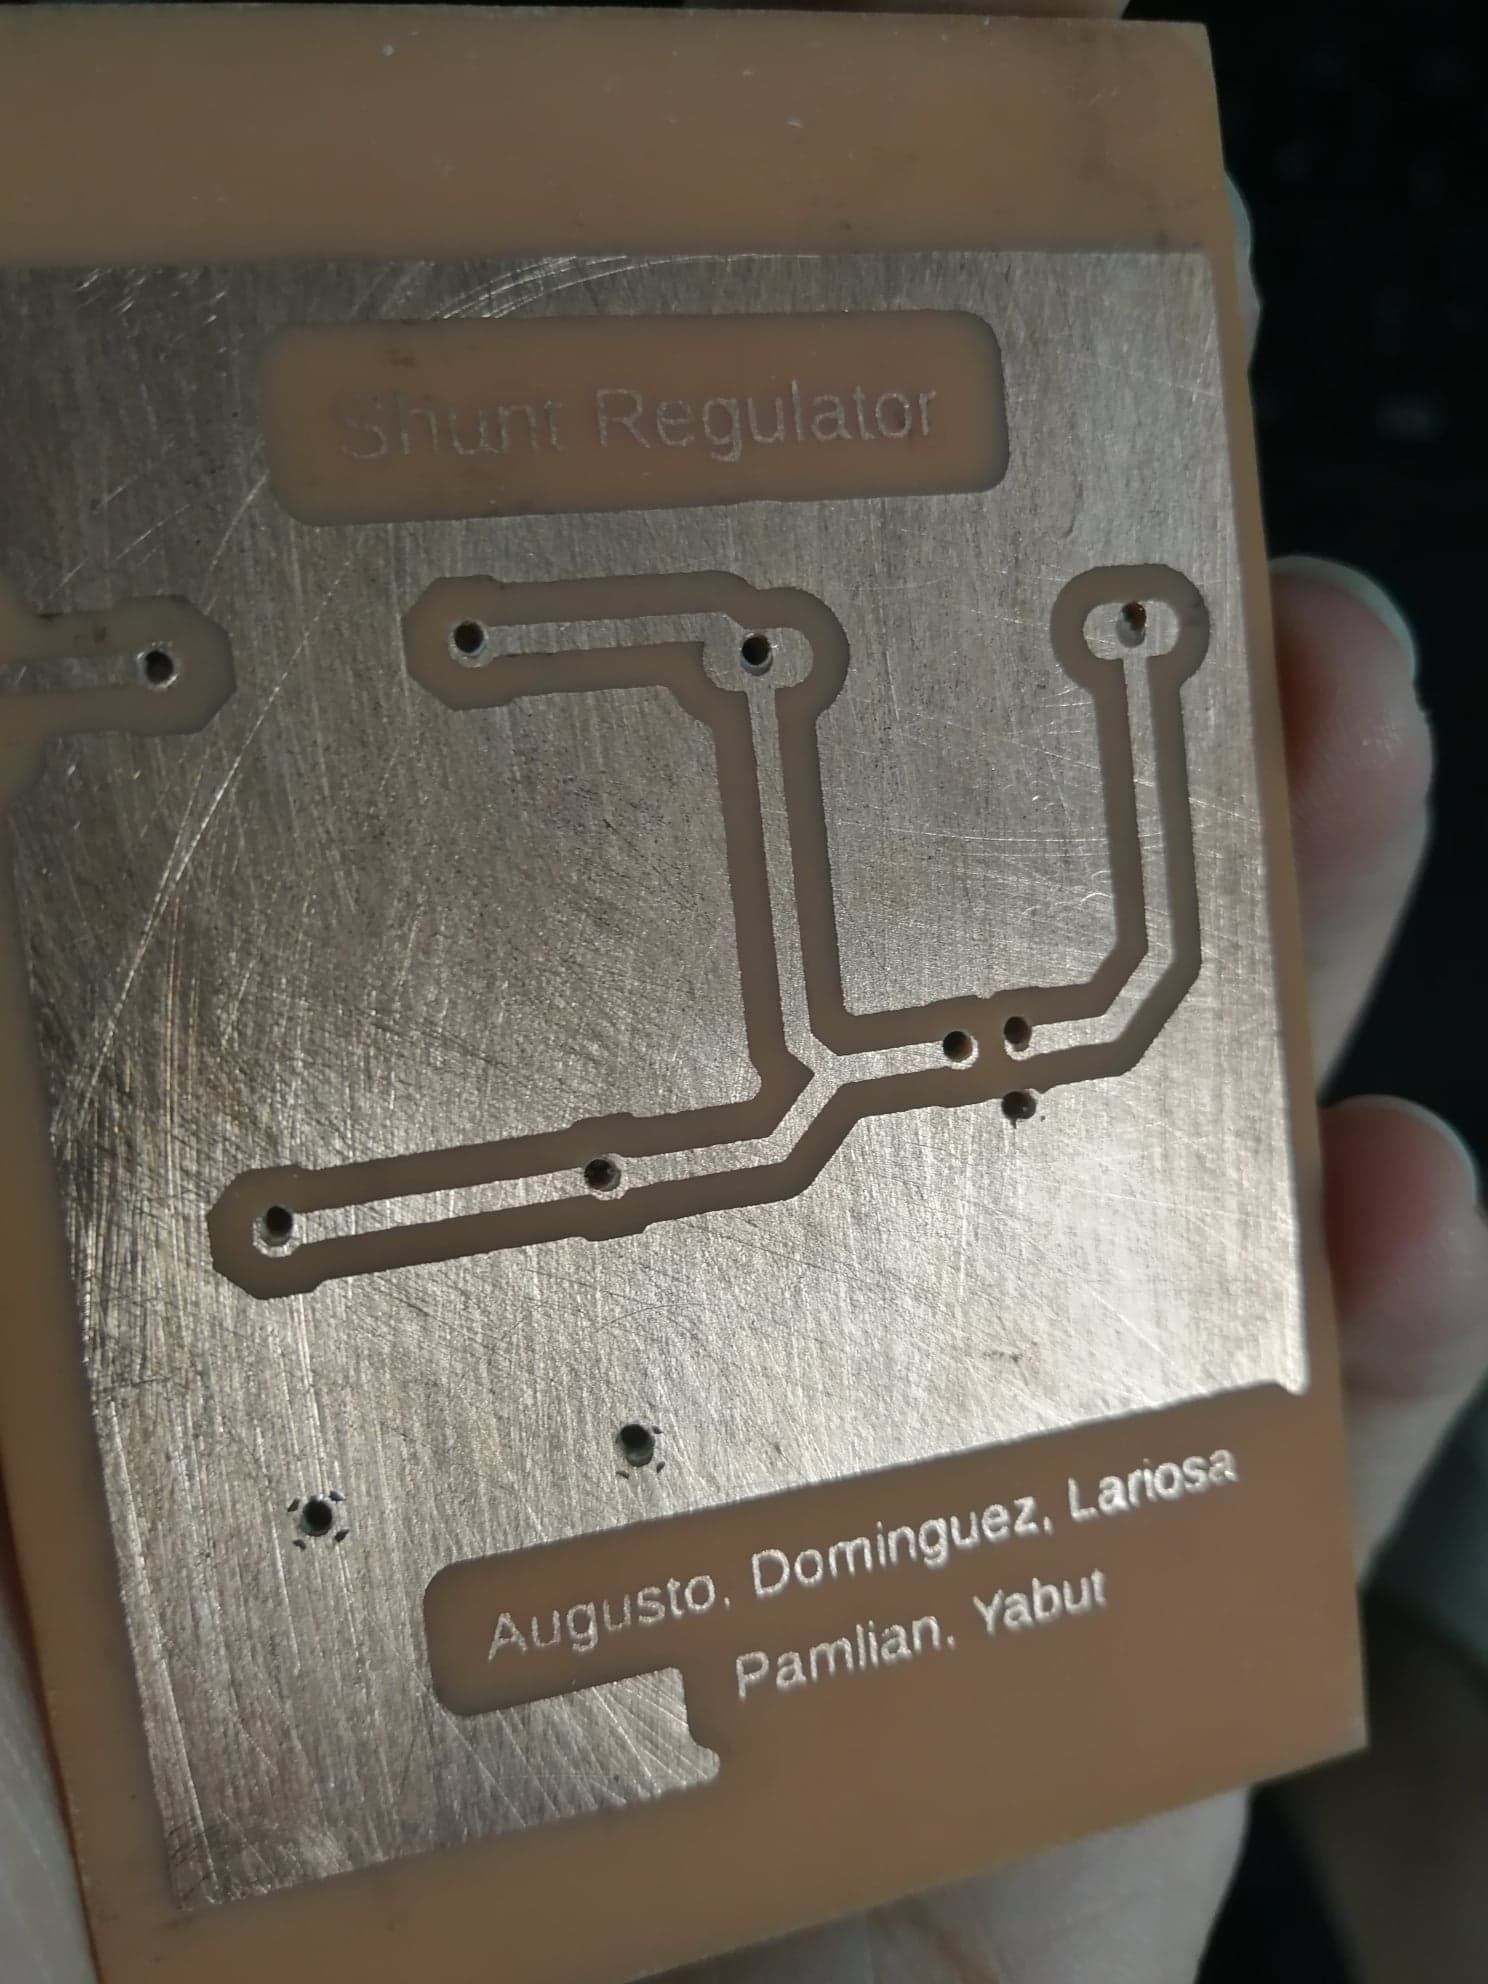 Shunt Regulator
Augusto, Dominguez, Lariosa
Pamlian, Yabut